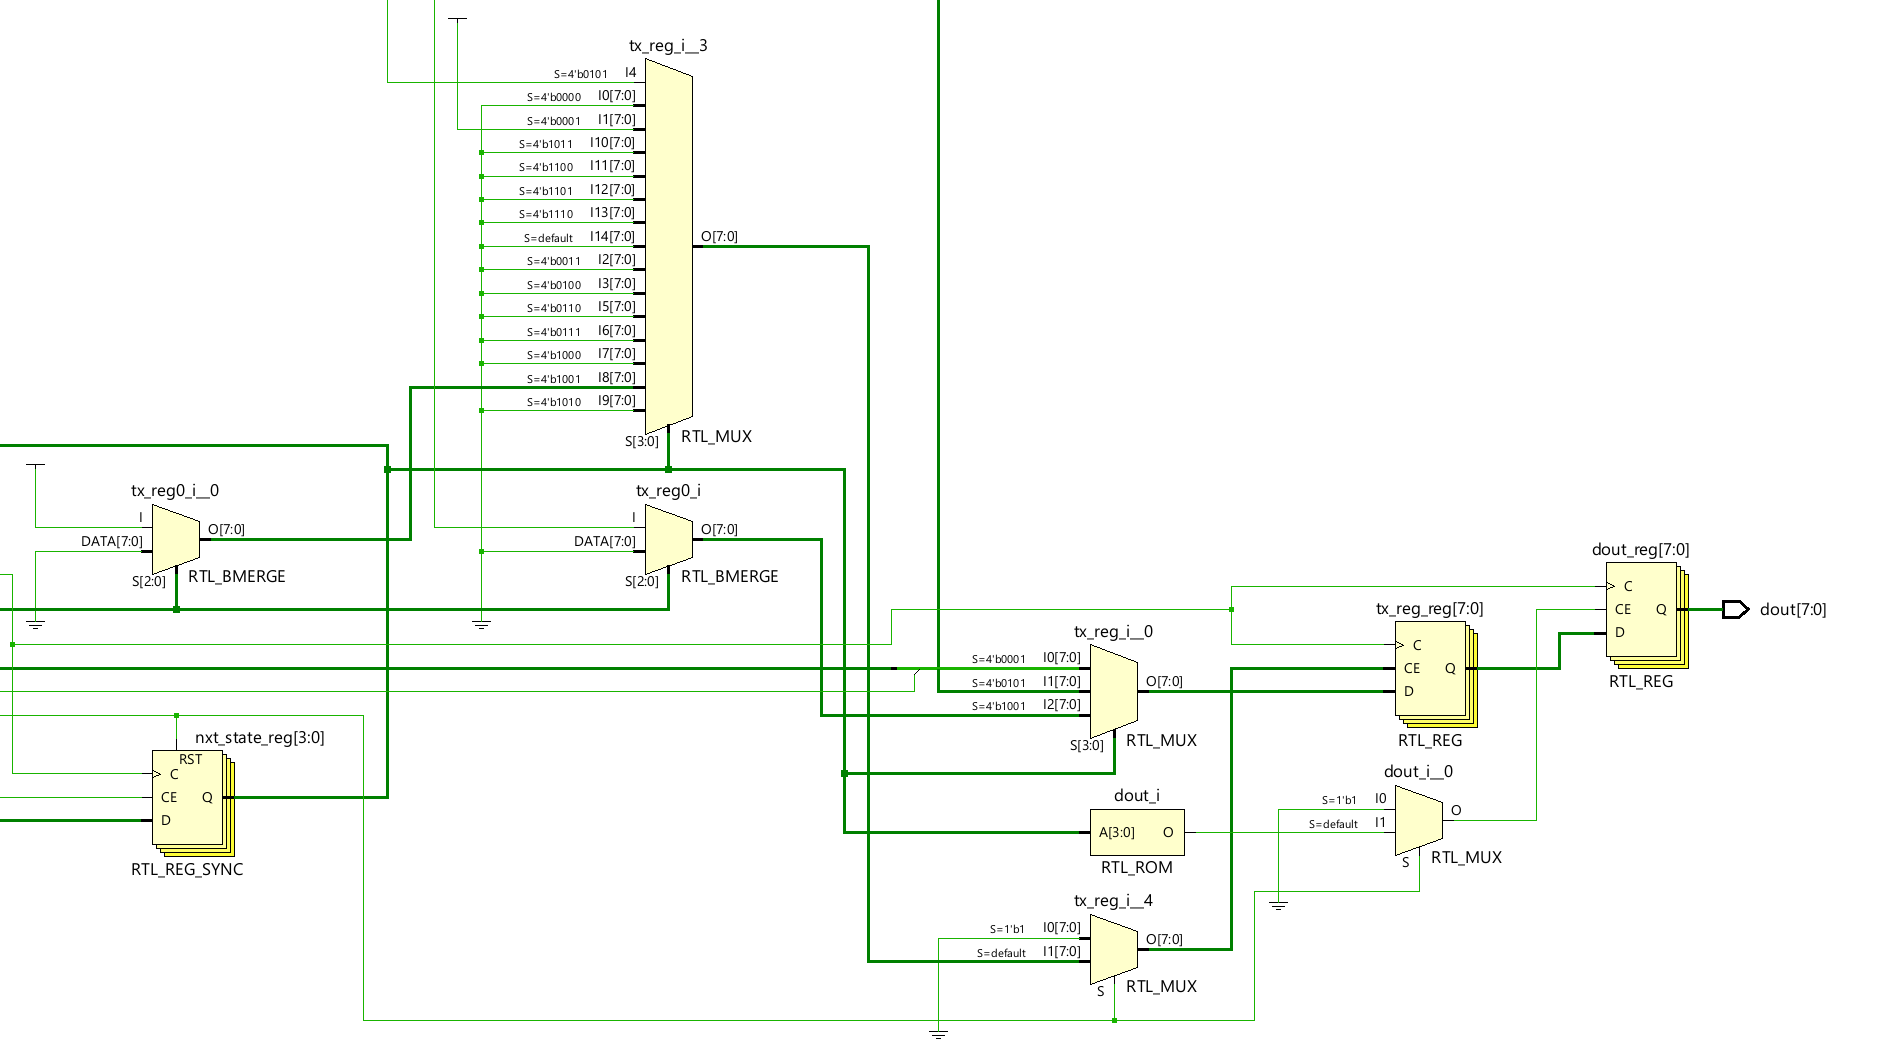 tx_reg_i__3
S=4'b0101 I4
S=4'b0000 I0[7:0]
S=4'b0001 I1[7:0]
S=4'b1011 I10[7:0]
S=4'b1100 I11[7:0]
S=4'b1101 I12[7:0]
S=4'b1110 I13[7:0]
S=default I14[7:0]
S=4'b0011 I2[7:0]
S=4'b0100 I3[7:0]
S=4'b0110 I5[7:0]
S=4'b0111 I6[7:0]
S=4'b1000 I7[7:0]
S=4'b1001 I8[7:0]
S=4'b1010 I9[7:0]
O[7:0]
S[3:0]
RTL_MUX
tx_reg0_i__0
I
DATA[7:0]
O[7:0]
S[2:0]
RTL_BMERGE
tx_reg0_i
I
DATA[7:0]
O[7:0]
S[2:0]
RTL_BMERGE
nxt_state_reg[3:0]
RST
C
CE Q
D
RTL_REG_SYNC
tx_reg_i__0
S=4'b0001 I0[7:0]
S=4'b0101 I1[7:0]
S=4'b1001 I2[7:0]
O[7:0]
S[3:0]
RTL_MUX
dout_i
A[3:0] O
RTL_ROM
tx_reg_i__4
S=1'b1 I0[7:0]
S=default I1[7:0]
O[7:0]
S
RTL_MUX
tx_reg_reg[7:0]
C
CE Q
D
RTL_REG
dout_i__0
S=1'b1 I0
S=default I1
O
S
RTL_MUX
dout_reg[7:0]
C
CE Q
D
RTL_REG
dout[7:0]